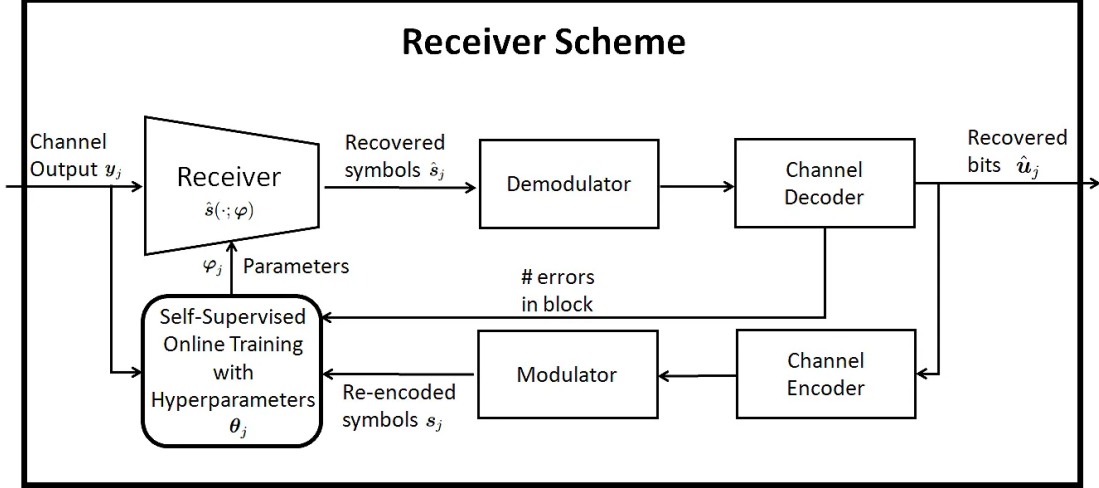 Receiver Scheme
Channel
Output y_j
Receiver
ŝ(·; φ)
Recovered
symbols ŝ_j
Demodulator
Channel
Decoder
Recovered
bits û_j
φ_j Parameters
# errors
in block
Self-Supervised
Online Training
with
Hyperparameters
θ_j
Re-encoded
symbols s_j
Modulator
Channel
Encoder